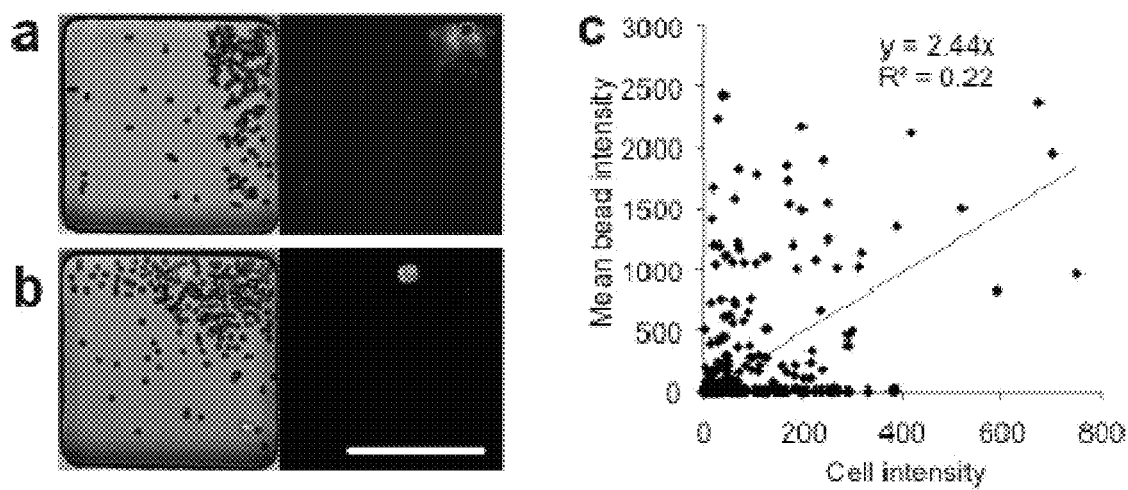 a
b
c
3000
2500
2000
1500
1000
500
0
Mean bead intensity
y = 2.44x
R² = 0.22
0 200 400 600 800
Cell intensity